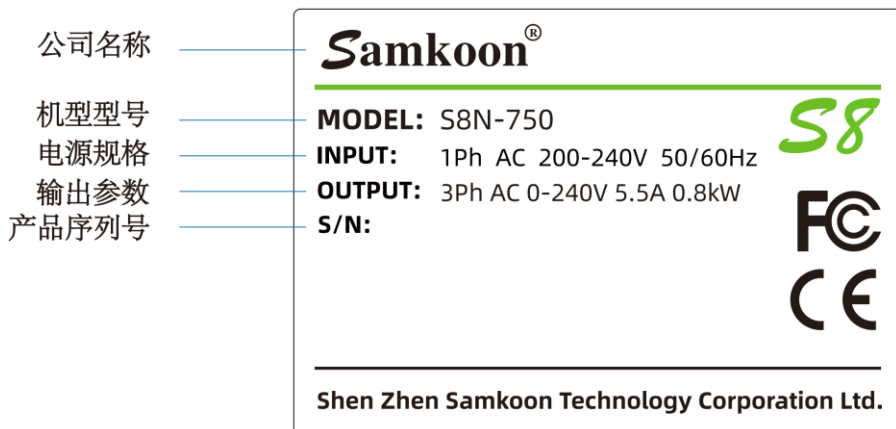 公司名称
Samkoon®
机型型号
MODEL: S8N-750
S8
电源规格
INPUT: 1Ph AC 200-240V 50/60Hz
输出参数
OUTPUT: 3Ph AC 0-240V 5.5A 0.8kW
产品序列号
S/N:
FC
CE
Shen Zhen Samkoon Technology Corporation Ltd.